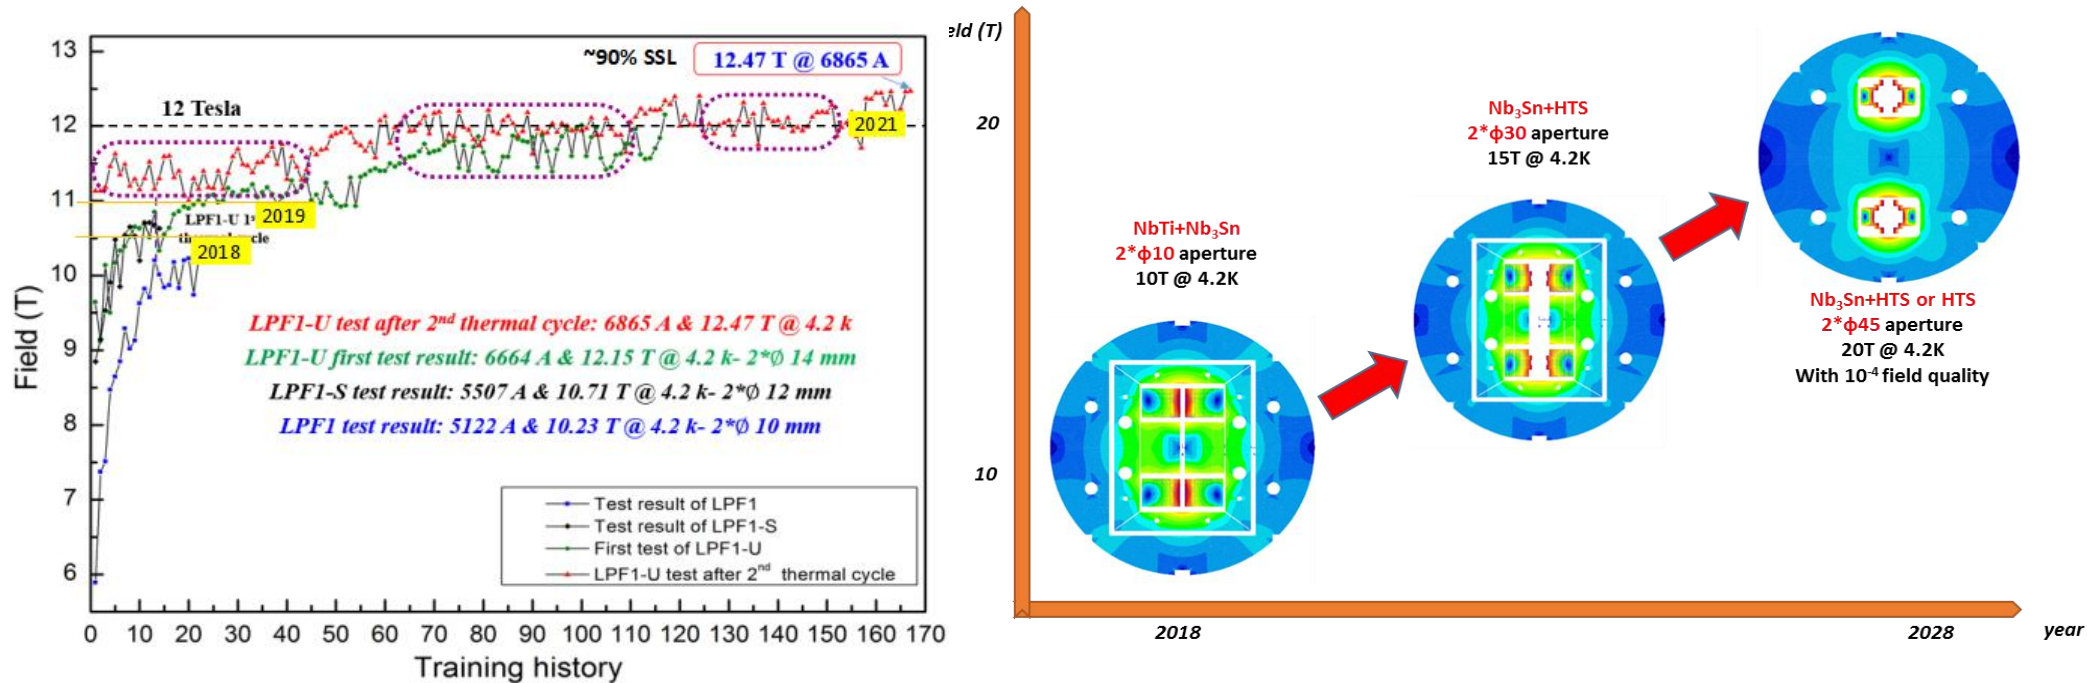 13
12
11
10
9
8
7
6
Field (T)
~90% SSL
12.47 T @ 6865 A
12 Tesla
2021
LPF1-U 1
2019
cycle
2018
LPF1-U test after 2nd thermal cycle: 6865 A & 12.47 T @ 4.2 k
LPF1-U first test result: 6664 A & 12.15 T @ 4.2 k- 2*∅ 14 mm
LPF1-S test result: 5507 A & 10.71 T @ 4.2 k- 2*∅ 12 mm
LPF1 test result: 5122 A & 10.23 T @ 4.2 k- 2*∅ 10 mm
Test result of LPF1
Test result of LPF1-S
First test of LPF1-U
LPF1-U test after 2nd thermal cycle
0 10 20 30 40 50 60 70 80 90 100 110 120 130 140 150 160 170
Training history
(T)
20
10
NbTi+Nb₃Sn
2*ϕ10 aperture
10T @ 4.2K
Nb₃Sn+HTS
2*ϕ30 aperture
15T @ 4.2K
Nb₃Sn+HTS or HTS
2*ϕ45 aperture
20T @ 4.2K
With 10⁻⁴ field quality
2018
2028
year